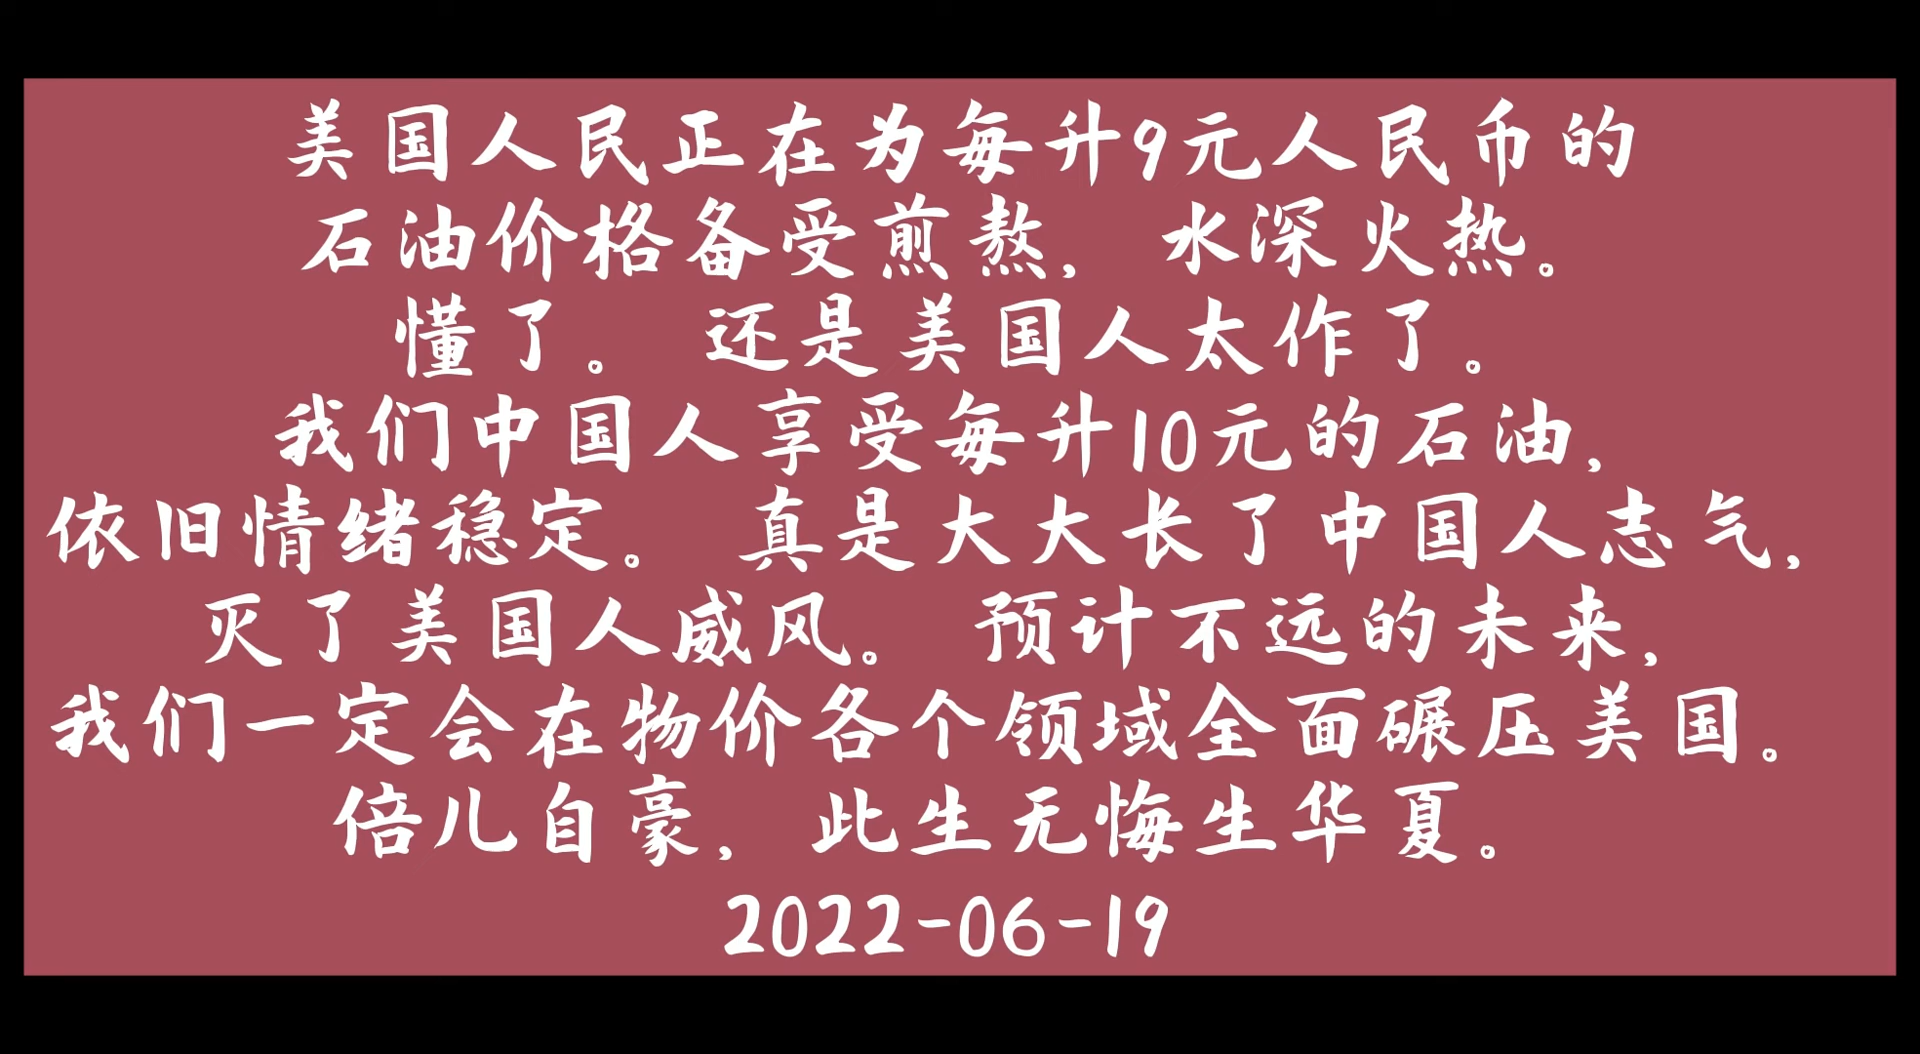 美国人民正在为每升9元人民币的
石油价格备受煎熬，水深火热。
懂了。 还是美国人太作了。
我们中国人享受每升10元的石油，
依旧情绪稳定。 真是大大长了中国人志气，
灭了美国人威风。 预计不远的未来，
我们一定会在物价各个领域全面碾压美国。
倍儿自豪，此生无悔生华夏。
2022-06-19